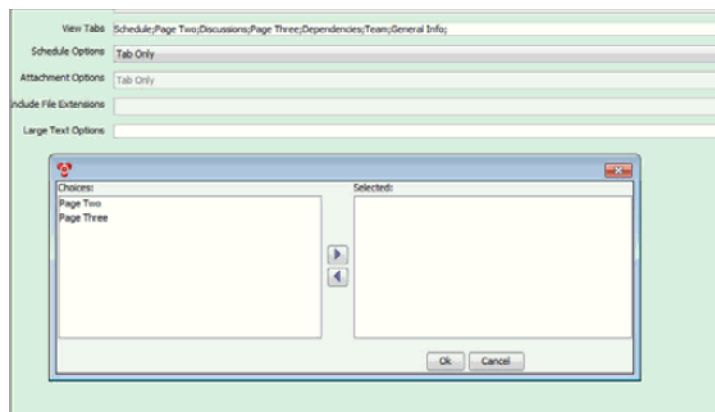 View Tabs Schedule;Page Two;Discussions;Page Three;Dependencies;Team;General Info;
Schedule Options Tab Only
Attachment Options Tab Only
nclude File Extensions
Large Text Options
Choices: Selected:
Page Two
Page Three
Ok Cancel